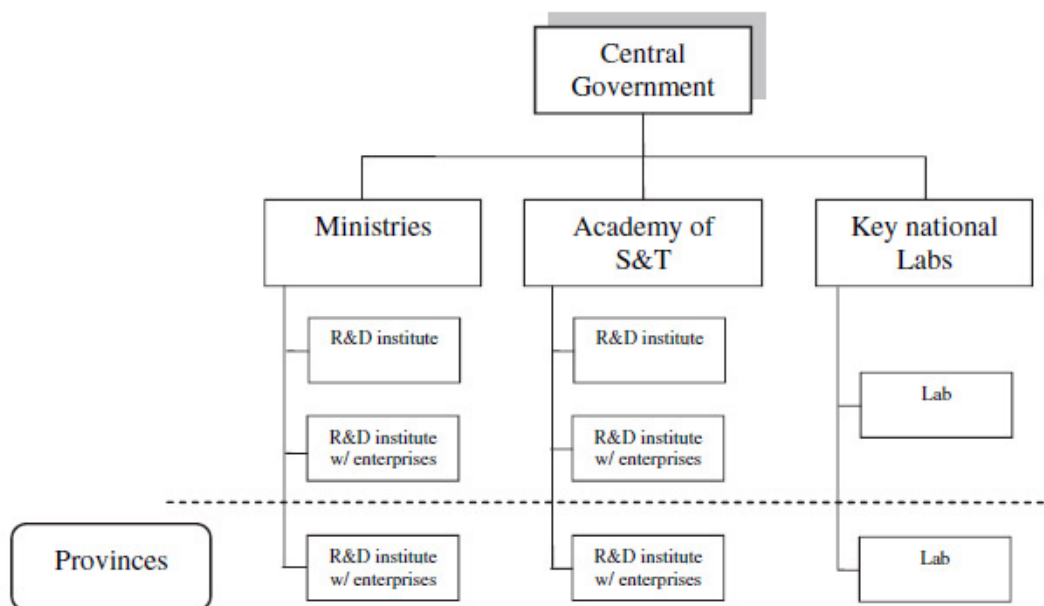 Central
Government
Ministries
Academy of
S&T
Key national
Labs
R&D institute
R&D institute
Lab
R&D institute
w/ enterprises
R&D institute
w/ enterprises
Provinces
R&D institute
w/ enterprises
R&D institute
w/ enterprises
Lab